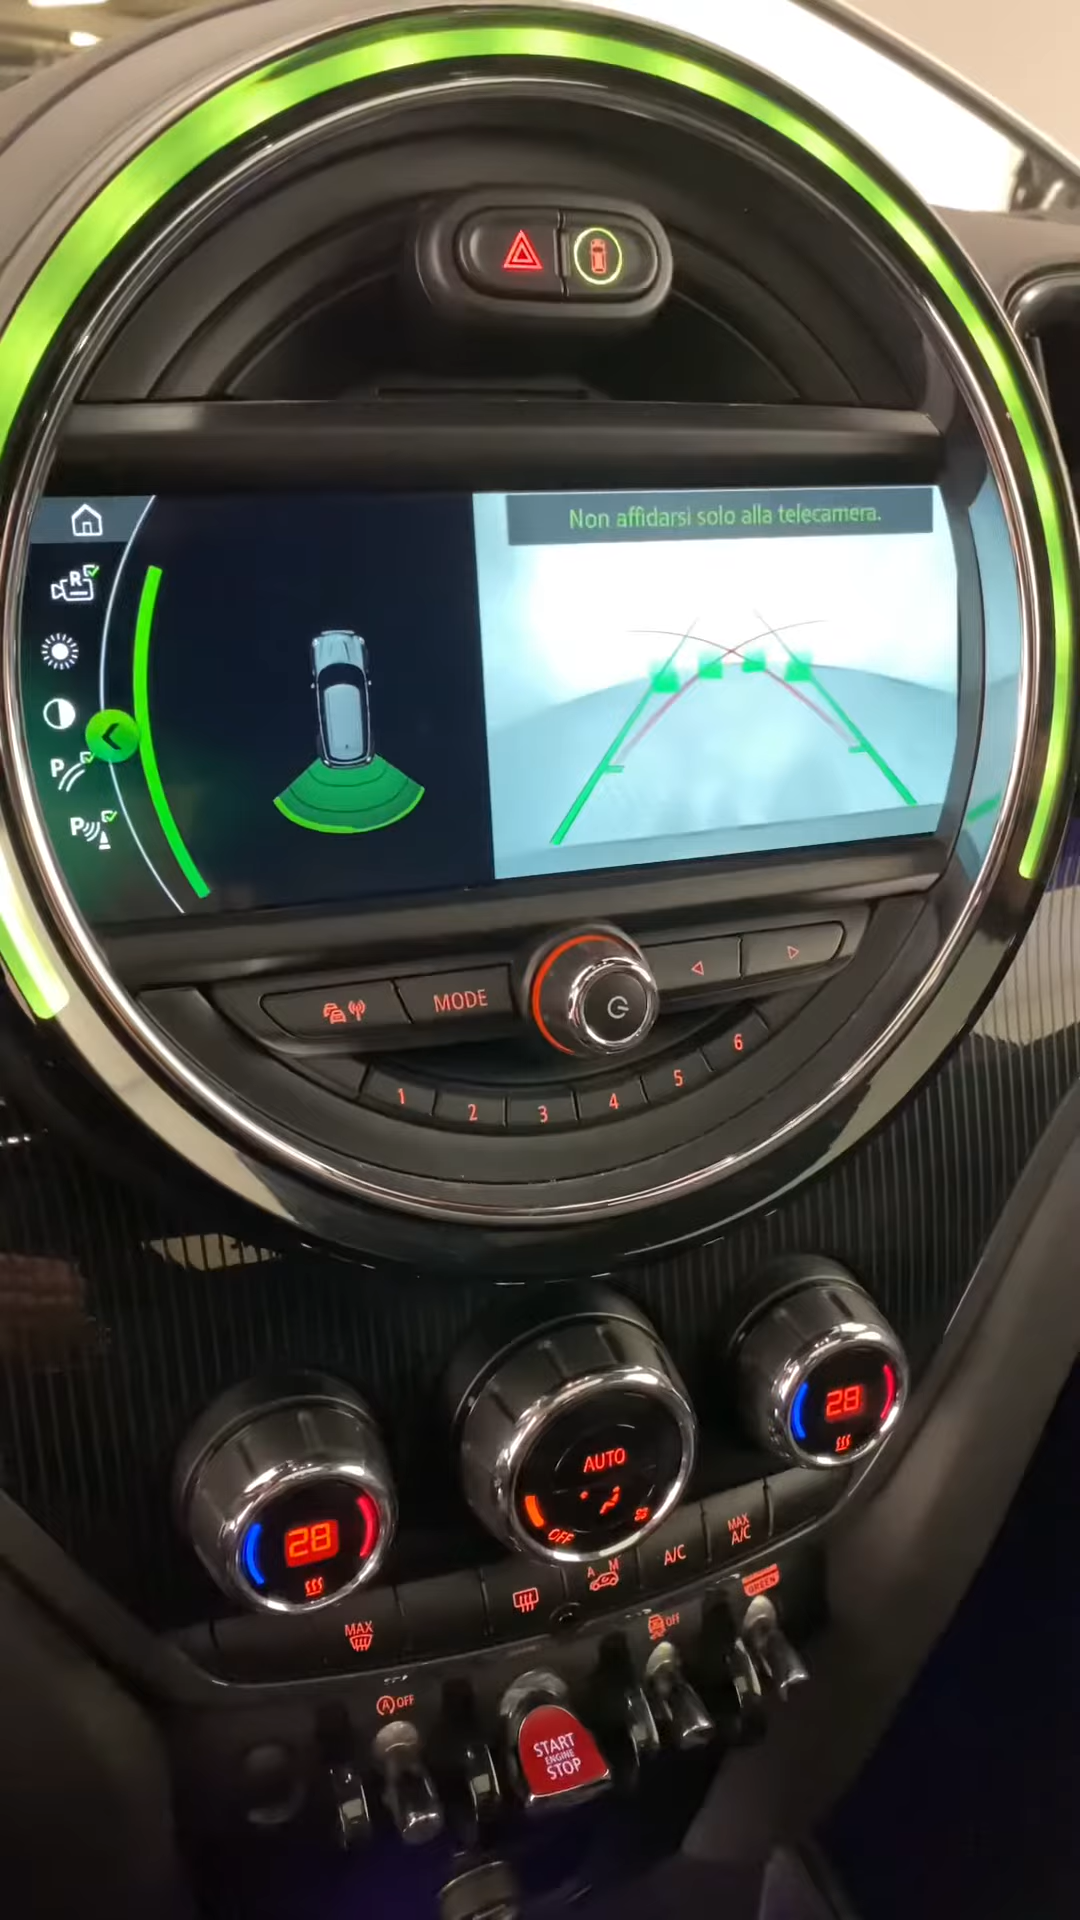 Non affidarsi solo alla telecamera.
R
P
P
MODE
1
2
3
4
5
6
28
AUTO
OFF
28
MAX
A M
A/C
MAX
A/C
A OFF
START
ENGINE
STOP
OFF
GREEN